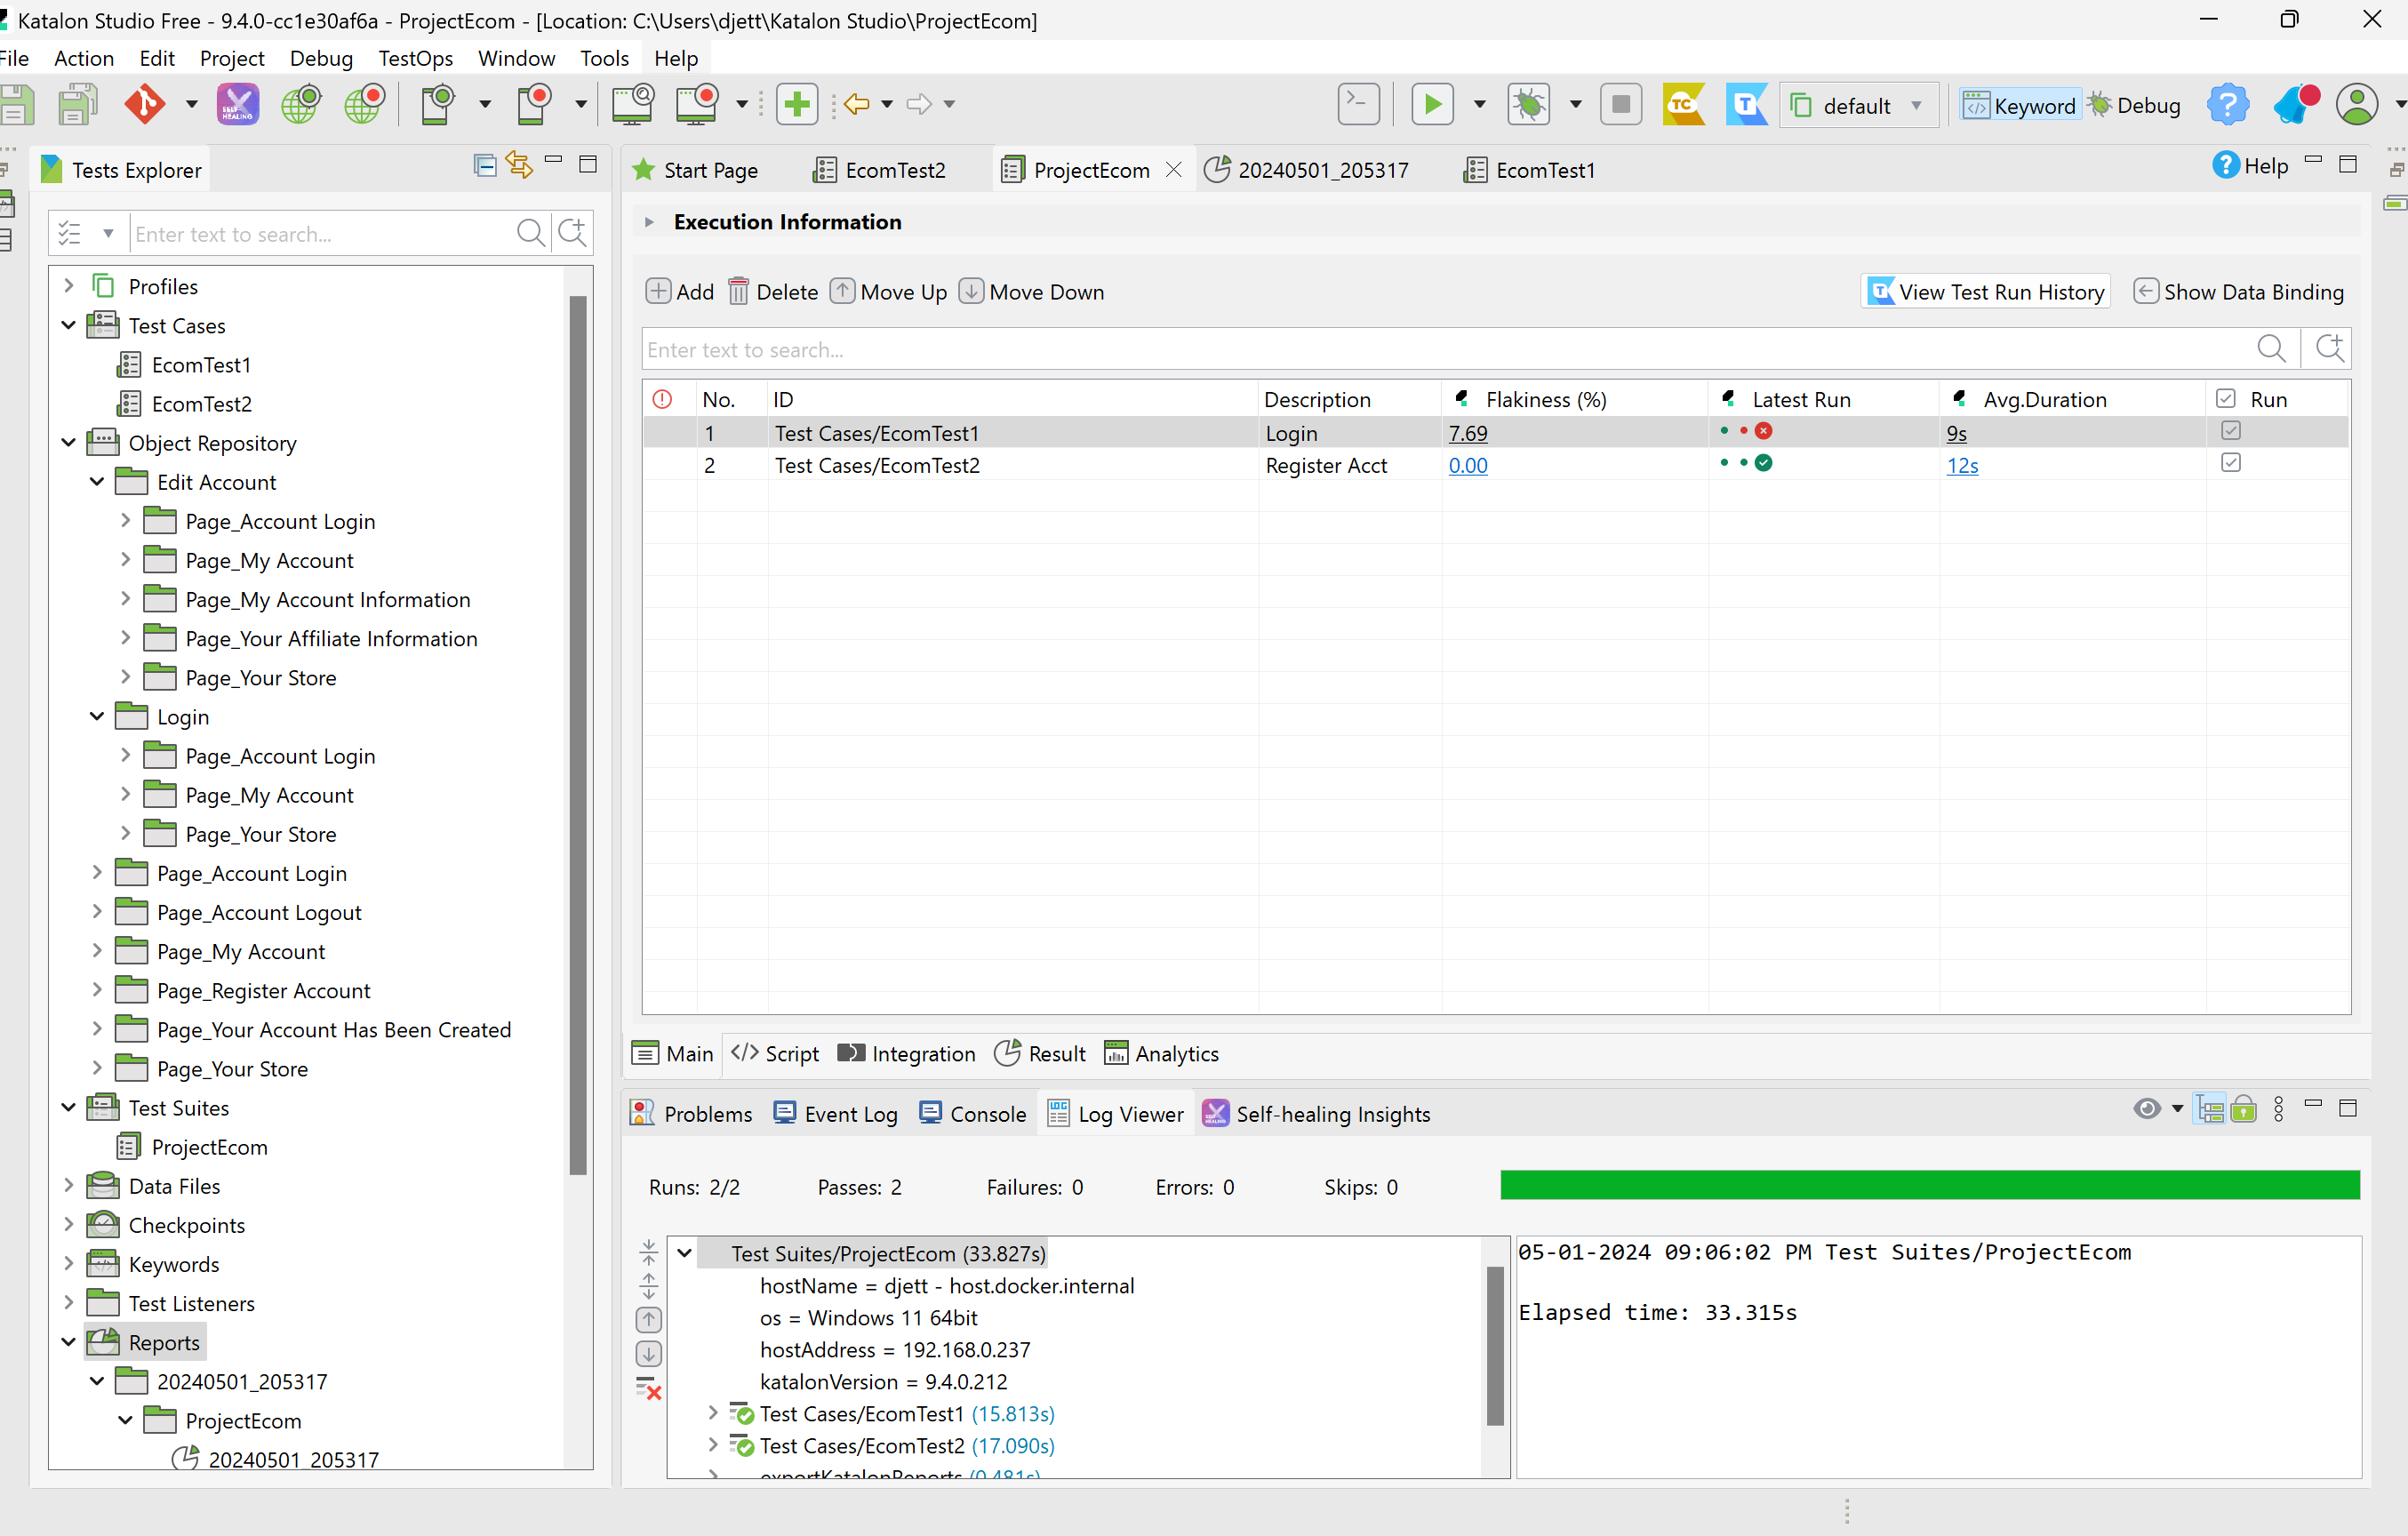 Katalon Studio Free - 9.4.0-cc1e30af6a - ProjectEcom - [Location: C:\Users\djett\Katalon Studio\ProjectEcom]
File Action Edit Project Debug TestOps Window Tools Help
SELF HEALING
TC
T
default
Keyword
Debug
Tests Explorer
Enter text to search...
Profiles
Test Cases
EcomTest1
EcomTest2
Object Repository
Edit Account
Page_Account Login
Page_My Account
Page_My Account Information
Page_Your Affiliate Information
Page_Your Store
Login
Page_Account Login
Page_My Account
Page_Your Store
Page_Account Login
Page_Account Logout
Page_My Account
Page_Register Account
Page_Your Account Has Been Created
Page_Your Store
Test Suites
ProjectEcom
Data Files
Checkpoints
Keywords
Test Listeners
Reports
20240501_205317
ProjectEcom
20240501_205317
Start Page EcomTest2 ProjectEcom 20240501_205317 EcomTest1 Help
Execution Information
Add Delete Move Up Move Down View Test Run History Show Data Binding
Enter text to search...
No. ID Description Flakiness (%) Latest Run Avg.Duration Run
1 Test Cases/EcomTest1 Login 7.69 9s
2 Test Cases/EcomTest2 Register Acct 0.00 12s
Main Script Integration Result Analytics
Problems Event Log Console Log Viewer Self-healing Insights
Runs: 2/2 Passes: 2 Failures: 0 Errors: 0 Skips: 0
Test Suites/ProjectEcom (33.827s)
hostName = djett - host.docker.internal
os = Windows 11 64bit
hostAddress = 192.168.0.237
katalonVersion = 9.4.0.212
Test Cases/EcomTest1 (15.813s)
Test Cases/EcomTest2 (17.090s)
exportKatalonReports (0.481s)
05-01-2024 09:06:02 PM Test Suites/ProjectEcom
Elapsed time: 33.315s